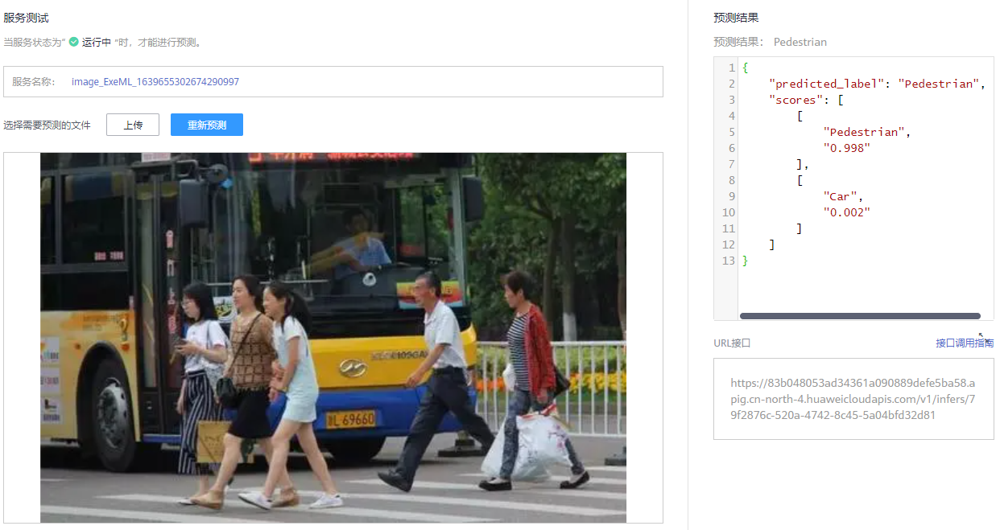 服务测试
当服务状态为“ 运行中 ”时，才能进行预测。
服务名称： image_ExeML_1639655302674290997
选择需要预测的文件 上传 重新预测
L 69660
预测结果
预测结果： Pedestrian
1 {
2 "predicted_label": "Pedestrian",
3 "scores": [
4 [
5 "Pedestrian",
6 "0.998"
7 ],
8 [
9 "Car",
10 "0.002"
11 ]
12 ]
13 }
URL接口 接口调用指南
https://83b048053ad34361a090889defe5ba58.a
pig.cn-north-4.huaweicloudapis.com/v1/infers/7
9f2876c-520a-4742-8c45-5a04bfd32d81